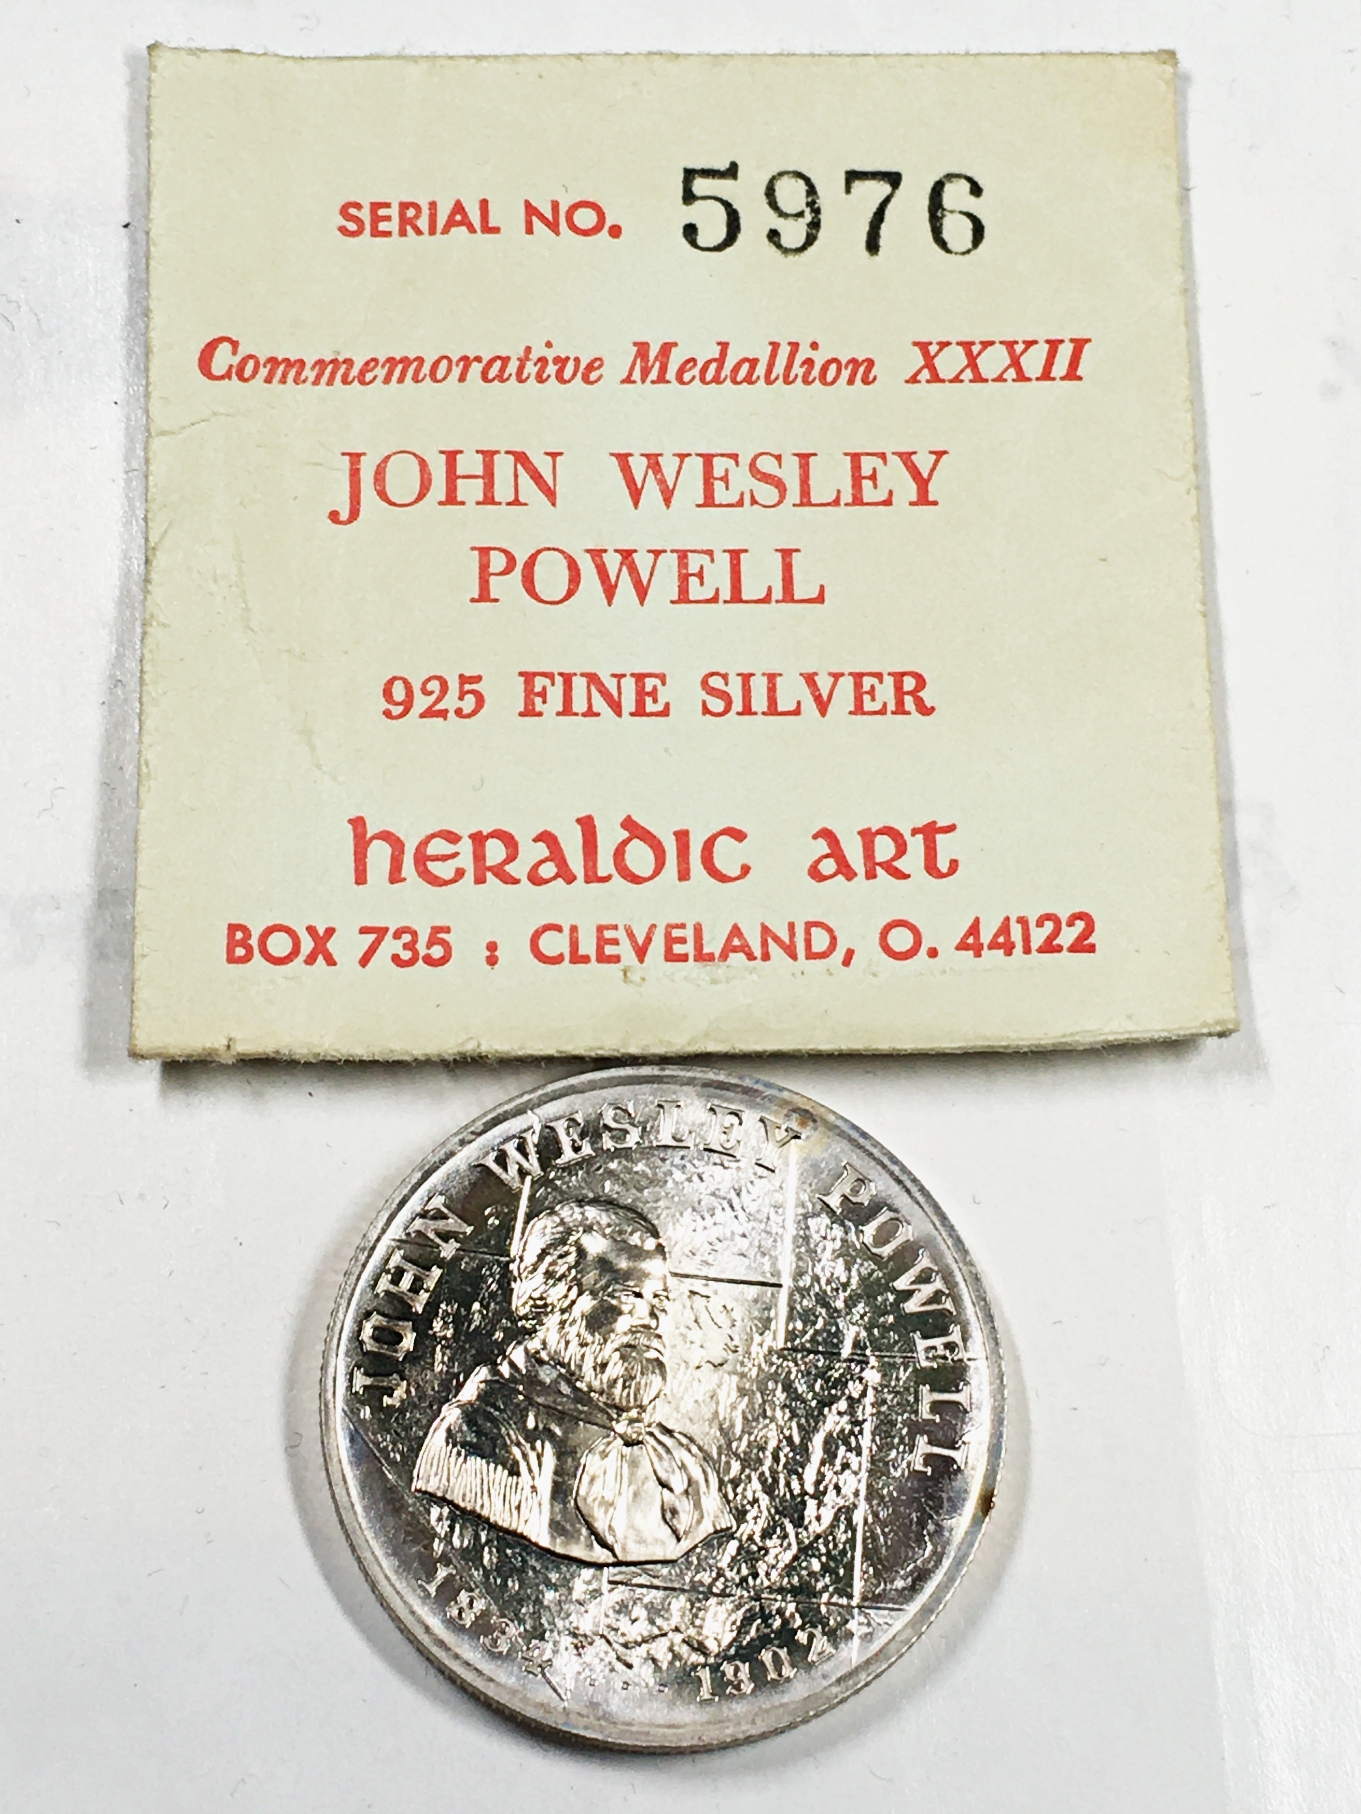 SERIAL NO. 5976
Commemorative Medallion XXXII
JOHN WESLEY
POWELL
925 FINE SILVER
heraldic art
BOX 735 : CLEVELAND, O. 44122
JOHN WESLEY POWELL
1834 .... 1902